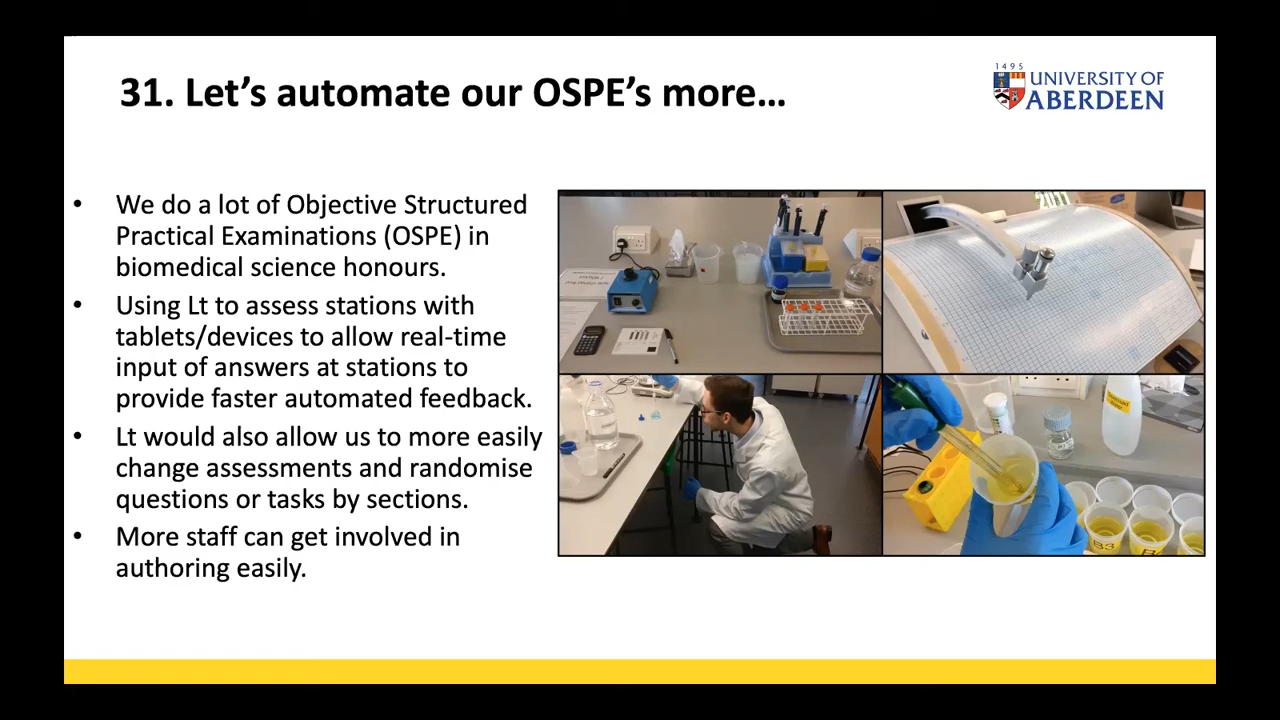 31. Let's automate our OSPE's more...
1495
UNIVERSITY OF
ABERDEEN
• We do a lot of Objective Structured
Practical Examinations (OSPE) in
biomedical science honours.
• Using Lt to assess stations with
tablets/devices to allow real-time
input of answers at stations to
provide faster automated feedback.
• Lt would also allow us to more easily
change assessments and randomise
questions or tasks by sections.
• More staff can get involved in
authoring easily.
B3